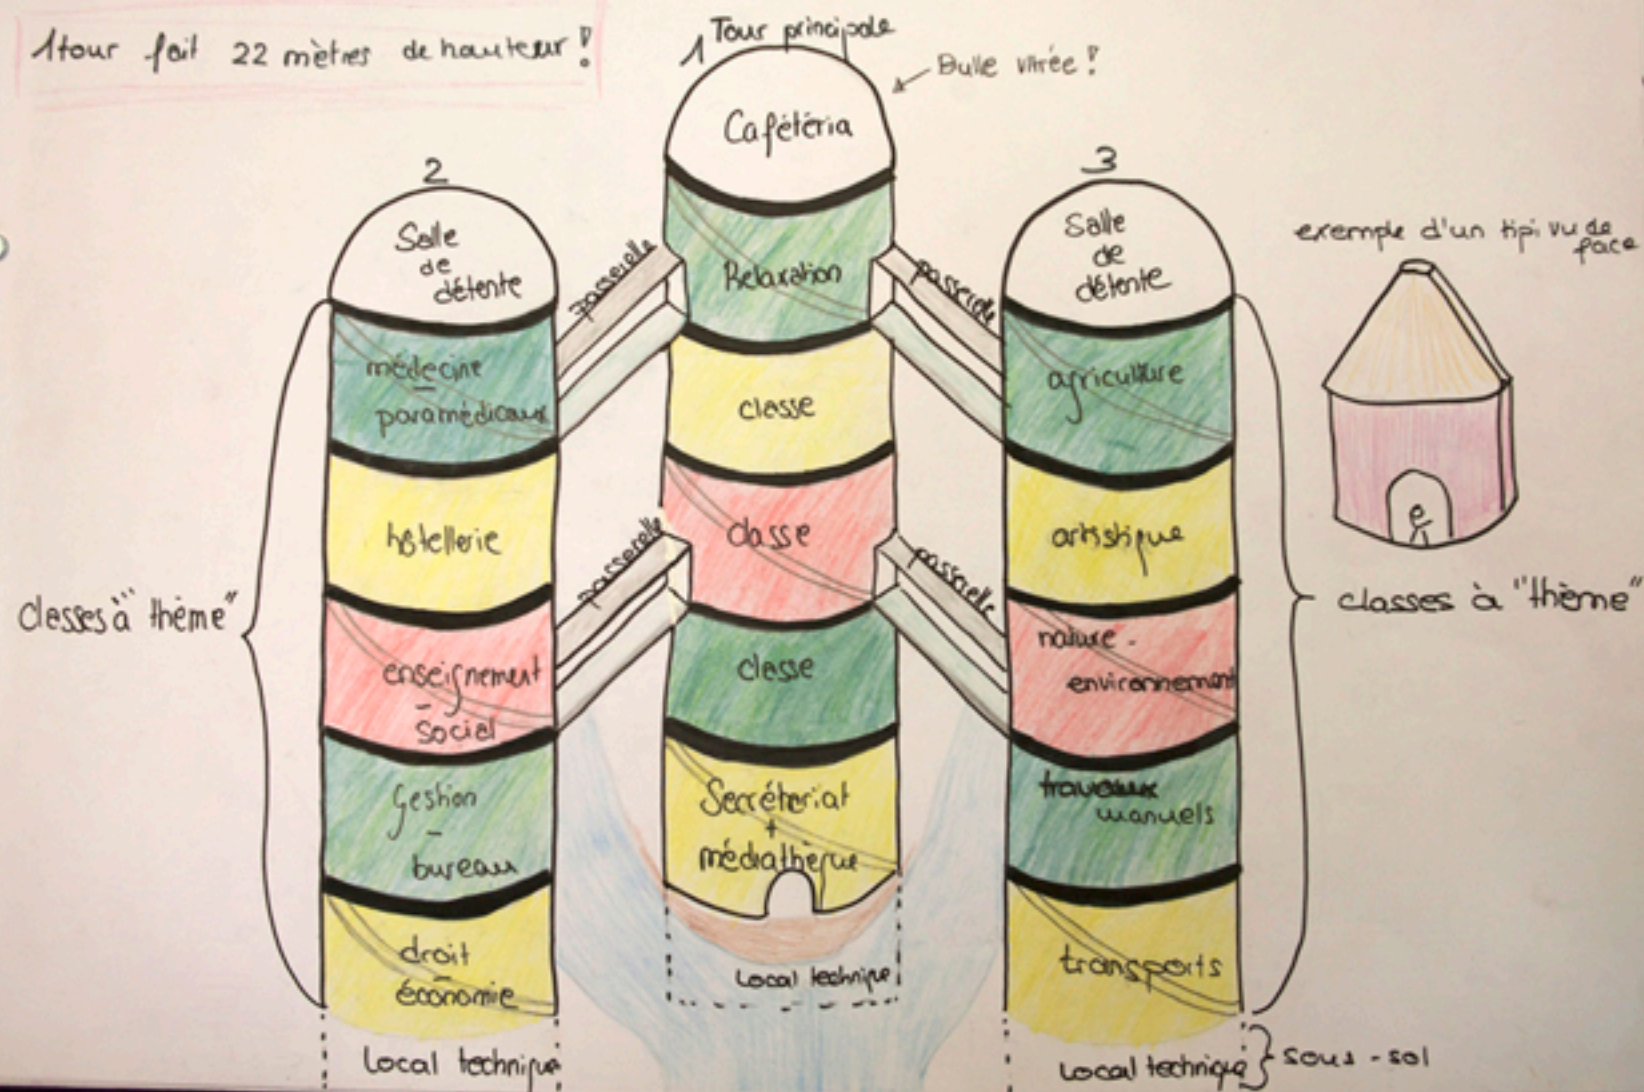 1 tour fait 22 mètres de hauteur !
1 Tour principale
Bulle vitrée !
Cafétéria
Relaxation
classe
classe
classe
Secréteriat
+
médiathèque
Local technique
2
Salle
de
détente
médecine
-
paramédicaux
hôtellerie
enseignement
-
social
Gestion
-
bureau
droit
-
économie
Local technique
classes à "thème"
passerelle
passerelle
passerelle
passerelle
3
Salle
de
détente
agriculture
artistique
nature -
environnement
travaux
manuels
transports
Local technique
sous-sol
classes à "thème"
exemple d'un tipi vu de
face